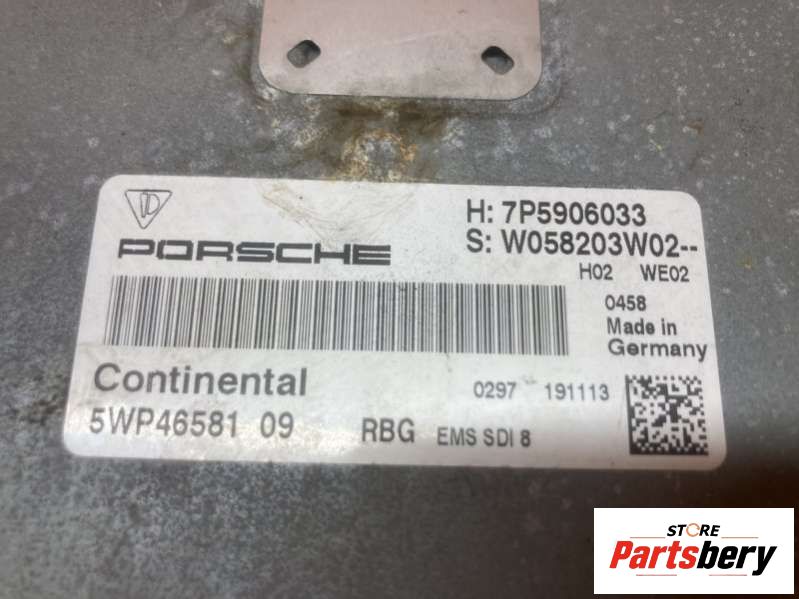 PORSCHE
H: 7P5906033
S: W058203W02--
H02 WE02
0458
Made in
Germany
Continental
0297 191113
5WP46581 09 RBG EMS SDI 8
STORE
Partsbery